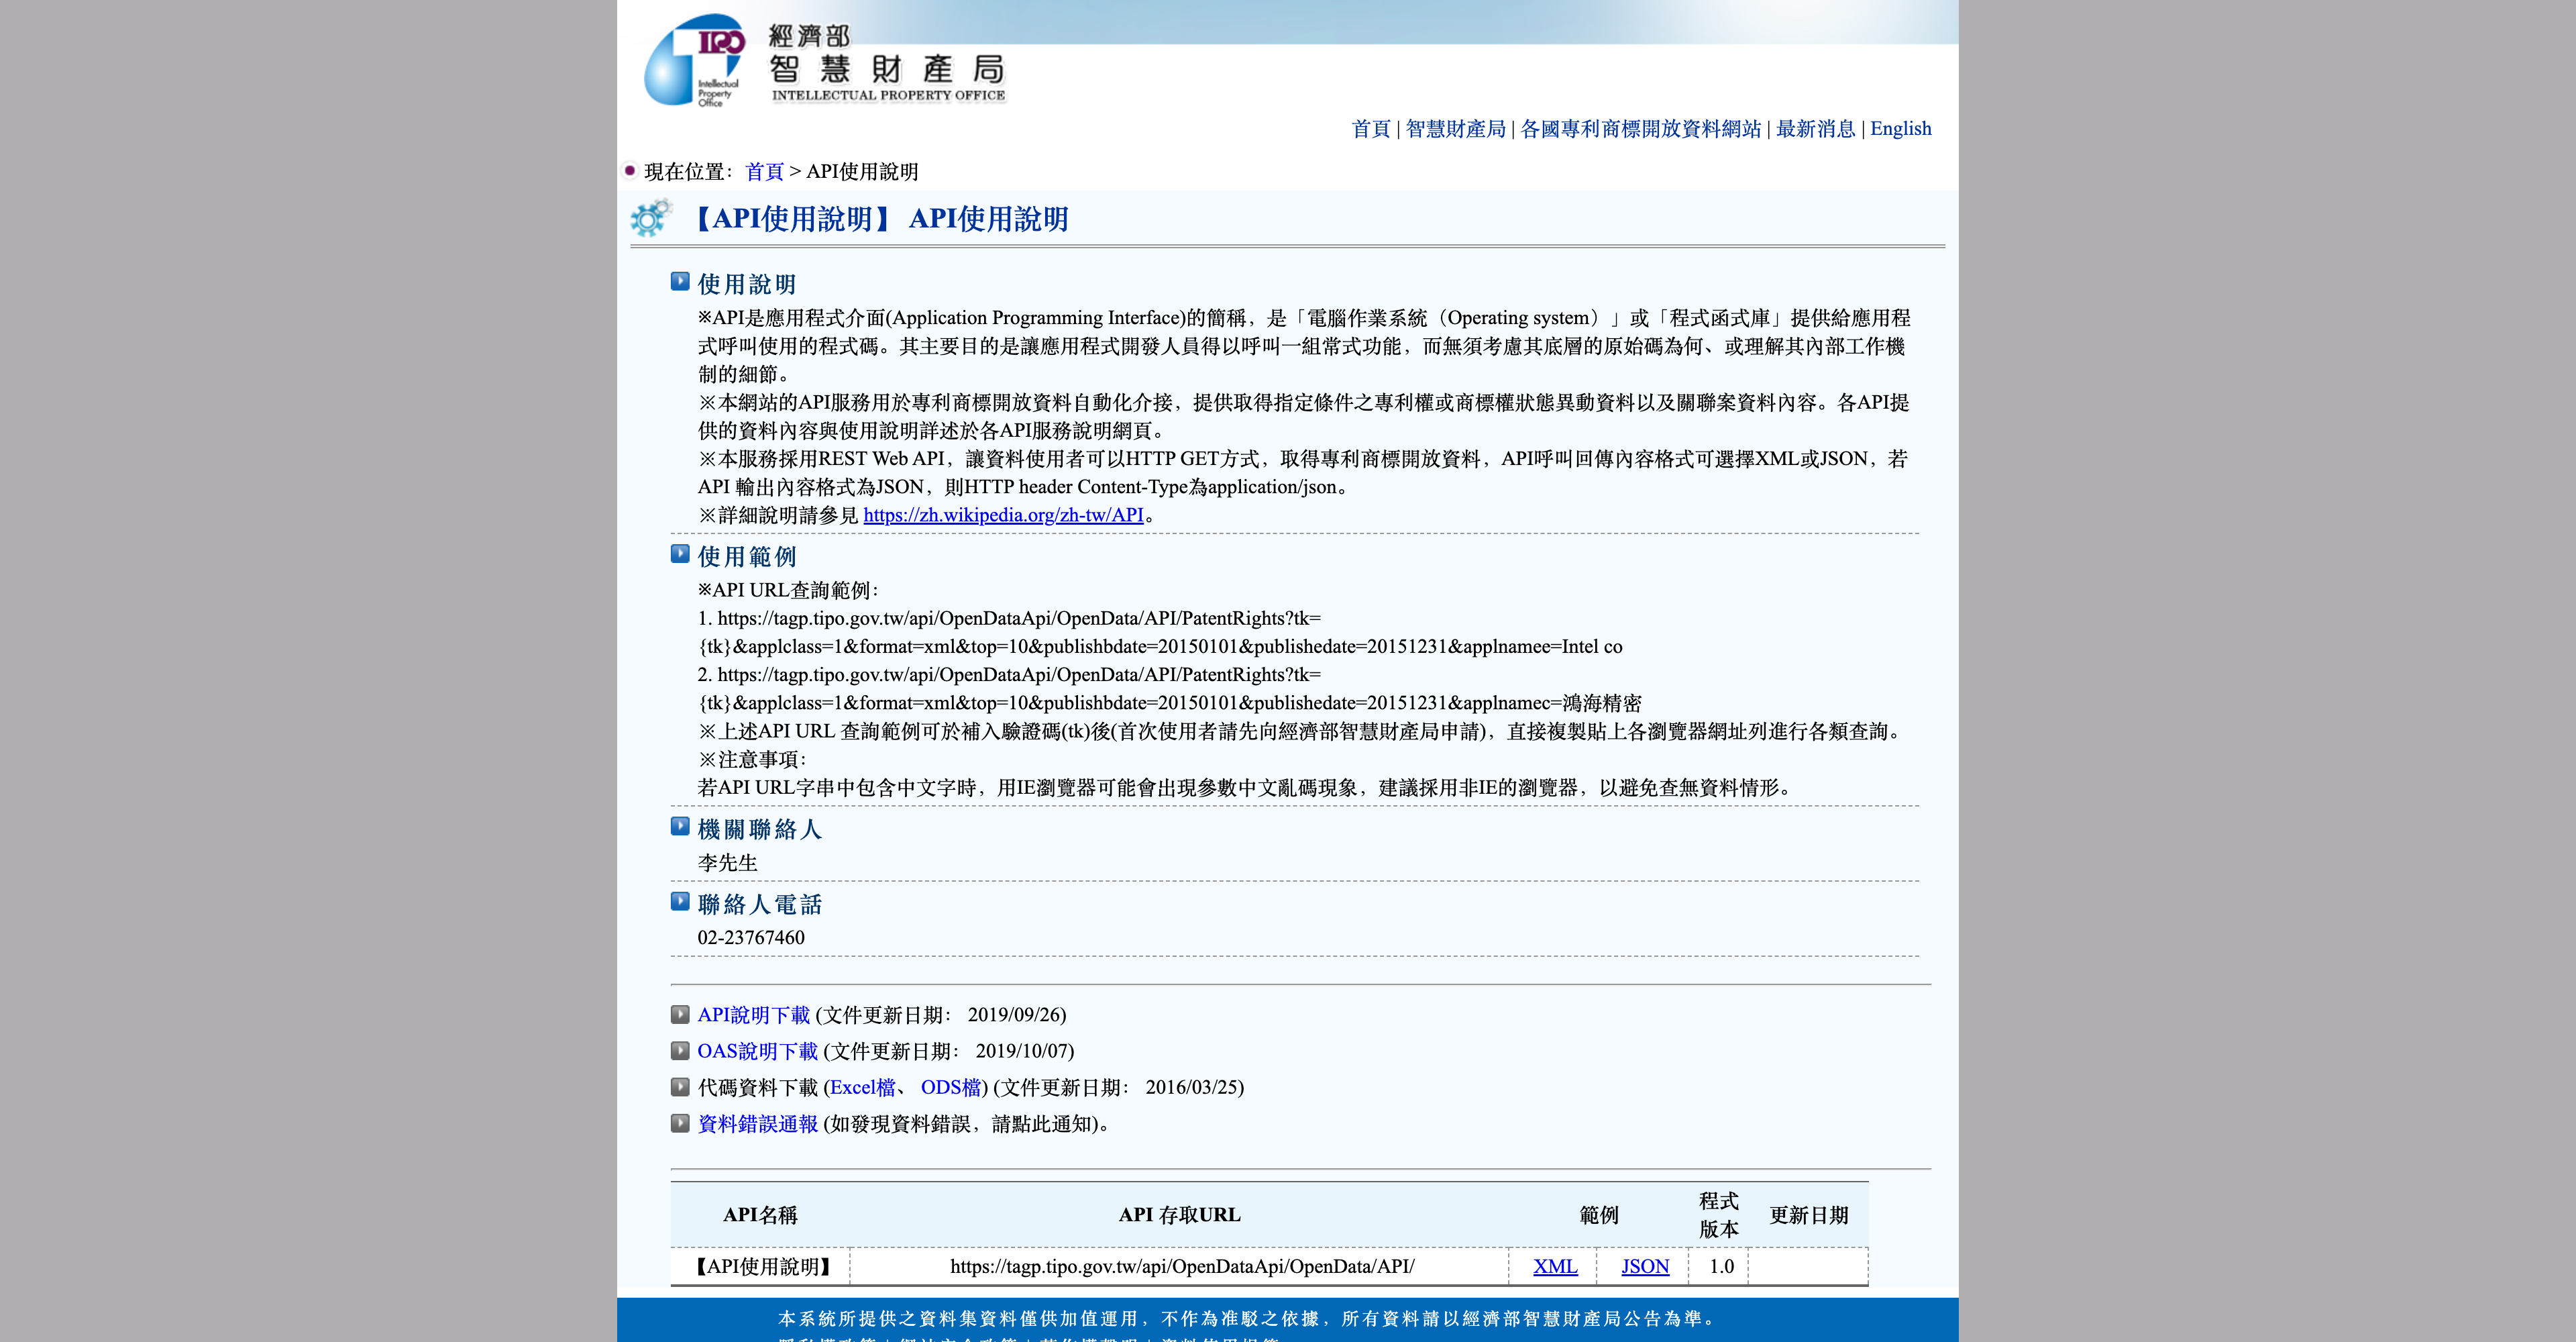 TIPO
Intellectual
Property
Office
經濟部
智慧財產局
INTELLECTUAL PROPERTY OFFICE
首頁 | 智慧財產局 | 各國專利商標開放資料網站 | 最新消息 | English
現在位置：首頁 > API使用說明
【API使用說明】 API使用說明
使用說明
※API是應用程式介面(Application Programming Interface)的簡稱，是「電腦作業系統（Operating system）」或「程式函式庫」提供給應用程
式呼叫使用的程式碼。其主要目的是讓應用程式開發人員得以呼叫一組常式功能，而無須考慮其底層的原始碼為何、或理解其內部工作機
制的細節。
※本網站的API服務用於專利商標開放資料自動化介接，提供取得指定條件之專利權或商標權狀態異動資料以及關聯案資料內容。各API提
供的資料內容與使用說明詳述於各API服務說明網頁。
※本服務採用REST Web API，讓資料使用者可以HTTP GET方式，取得專利商標開放資料，API呼叫回傳內容格式可選擇XML或JSON，若
API 輸出內容格式為JSON，則HTTP header Content-Type為application/json。
※詳細說明請參見 https://zh.wikipedia.org/zh-tw/API。
使用範例
※API URL查詢範例：
1. https://tagp.tipo.gov.tw/api/OpenDataApi/OpenData/API/PatentRights?tk=
{tk}&applclass=1&format=xml&top=10&publishbdate=20150101&publishedate=20151231&applnamee=Intel co
2. https://tagp.tipo.gov.tw/api/OpenDataApi/OpenData/API/PatentRights?tk=
{tk}&applclass=1&format=xml&top=10&publishbdate=20150101&publishedate=20151231&applnamec=鴻海精密
※上述API URL 查詢範例可於補入驗證碼(tk)後(首次使用者請先向經濟部智慧財產局申請)，直接複製貼上各瀏覽器網址列進行各類查詢。
※注意事項：
若API URL字串中包含中文字時，用IE瀏覽器可能會出現參數中文亂碼現象，建議採用非IE的瀏覽器，以避免查無資料情形。
機關聯絡人
李先生
聯絡人電話
02-23767460
API說明下載 (文件更新日期： 2019/09/26)
OAS說明下載 (文件更新日期： 2019/10/07)
代碼資料下載 (Excel檔、 ODS檔) (文件更新日期： 2016/03/25)
資料錯誤通報 (如發現資料錯誤，請點此通知)。
API名稱 API 存取URL 範例 程式版本 更新日期
【API使用說明】 https://tagp.tipo.gov.tw/api/OpenDataApi/OpenData/API/ XML JSON 1.0
本系統所提供之資料集資料僅供加值運用，不作為准駁之依據，所有資料請以經濟部智慧財產局公告為準。